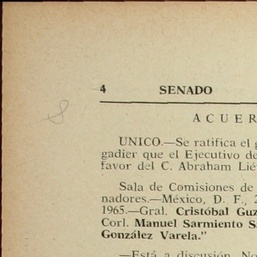 4 SENADO
ACUER
UNICO.—Se ratifica el g
gadier que el Ejecutivo de
favor del C. Abraham Lié
Sala de Comisiones de
nadores.—México, D. F., 2
1965.—Gral. Cristóbal Guz
Corl. Manuel Sarmiento S
González Varela."
—Está a discusión. No